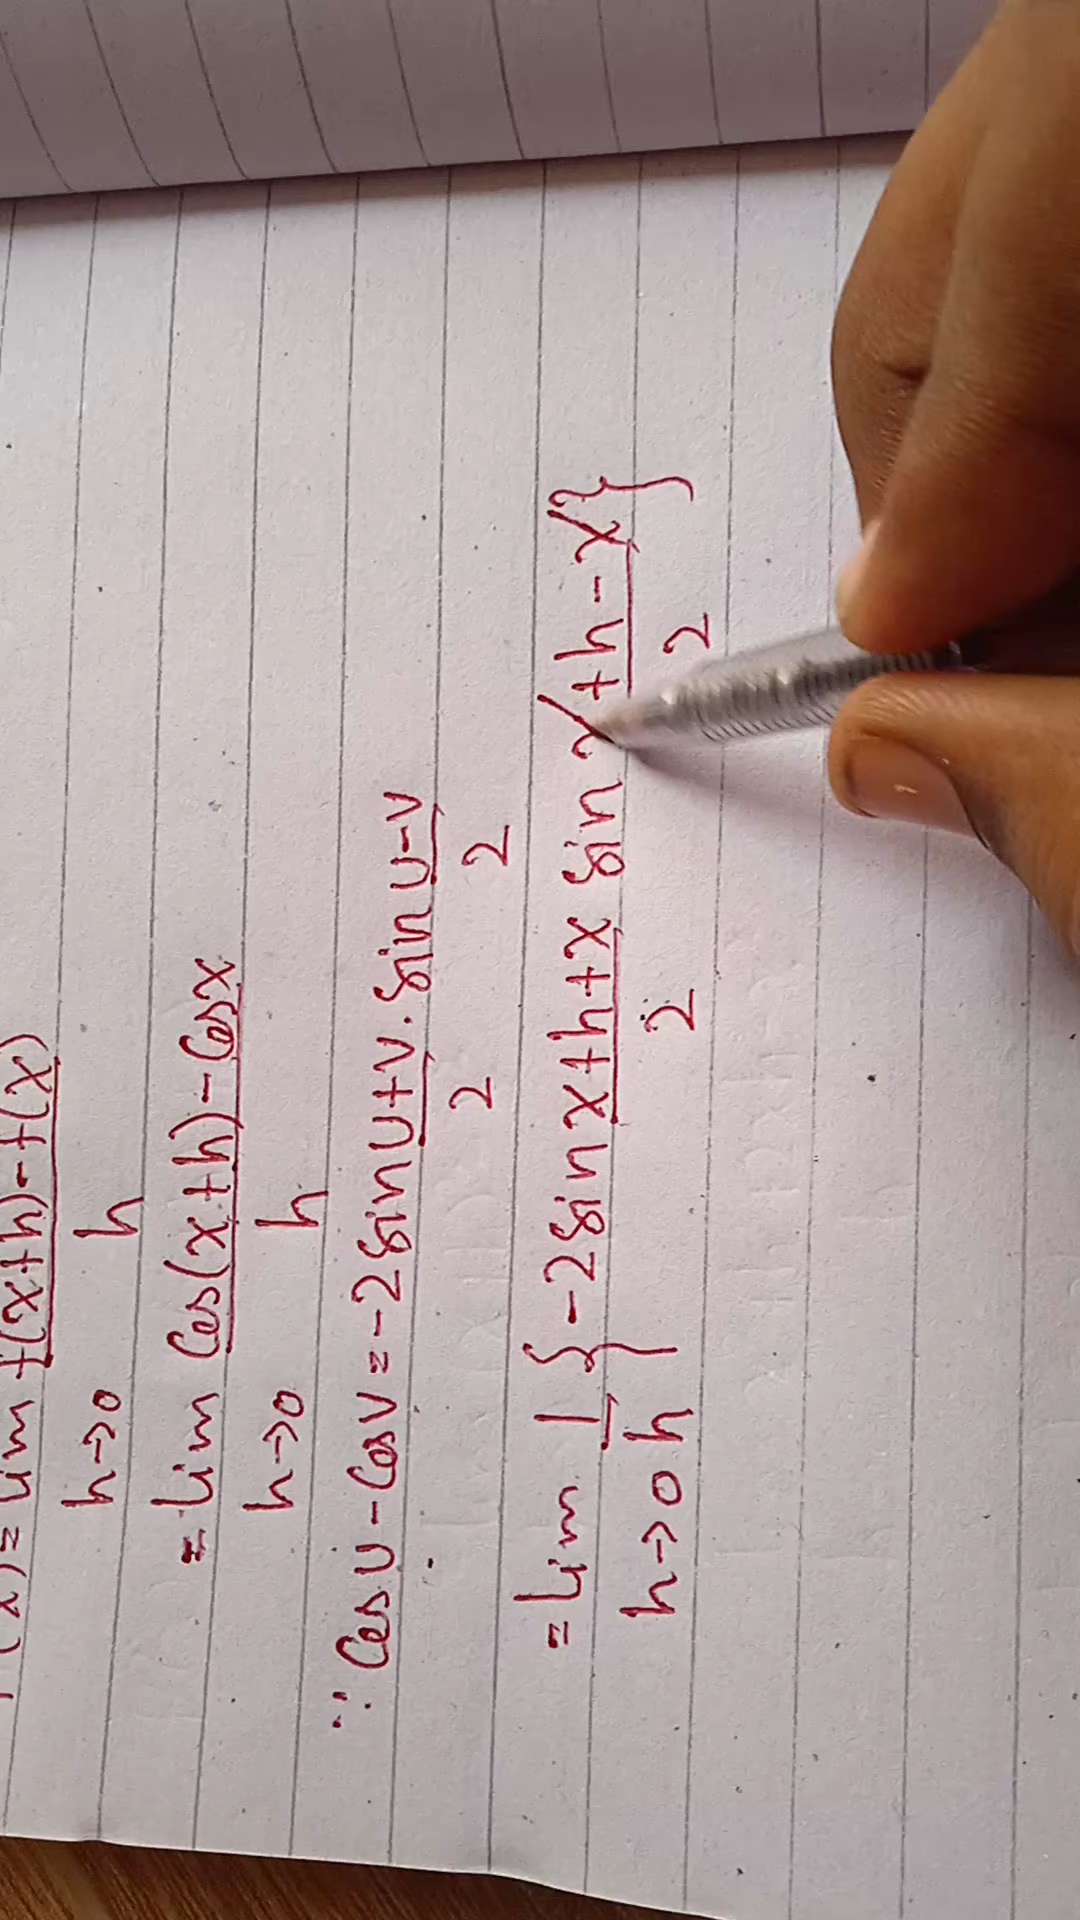 (x) = lim f(x+h) - f(x)
h→0 h
= lim Cos(x+h) - Cosx
h→0 h
∵ Cos U - Cos V = -2 Sin U+V/2 . Sin U-V/2
= lim 1/h { -2 Sin x+h+x/2 Sin x+h-x/2 }
h→0